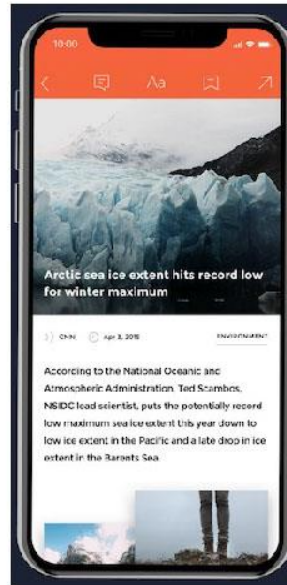 10:00
Aa
Arctic sea ice extent hits record low
for winter maximum
CNN Apr 3, 2015 ENVIRONMENT
According to the National Oceanic and
Atmospheric Administration, Ted Scambos,
NSIDC lead scientist, puts the potentially record
low maximum sea ice extent this year down to
low ice extent in the Pacific and a late drop in ice
extent in the Barents Sea.